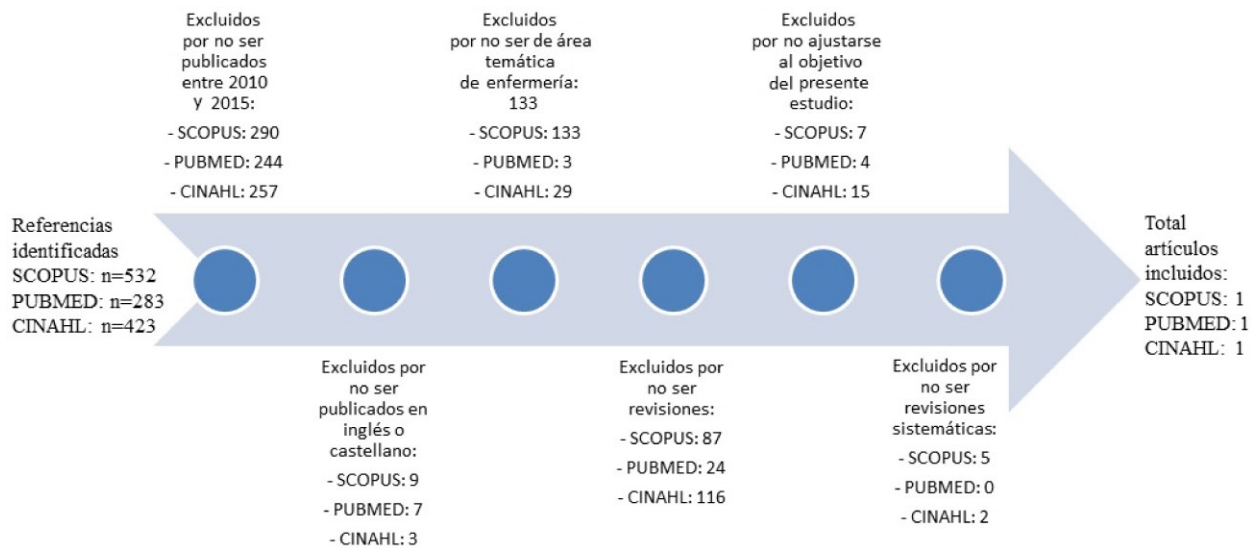 Referencias
identificadas
SCOPUS: n=532
PUBMED: n=283
CINAHL: n=423
Excluidos
por no ser
publicados
entre 2010
y 2015:
- SCOPUS: 290
- PUBMED: 244
- CINAHL: 257
Excluidos por
no ser
publicados en
inglés o
castellano:
- SCOPUS: 9
- PUBMED: 7
- CINAHL: 3
Excluidos
por no ser de área
temática
de enfermería:
133
- SCOPUS: 133
- PUBMED: 3
- CINAHL: 29
Excluidos por
no ser
revisiones:
- SCOPUS: 87
- PUBMED: 24
- CINAHL: 116
Excluidos
por no ajustarse
al objetivo
del presente
estudio:
- SCOPUS: 7
- PUBMED: 4
- CINAHL: 15
Excluidos por
no ser
revisiones
sistemáticas:
- SCOPUS: 5
- PUBMED: 0
- CINAHL: 2
Total
artículos
incluidos:
SCOPUS: 1
PUBMED: 1
CINAHL: 1